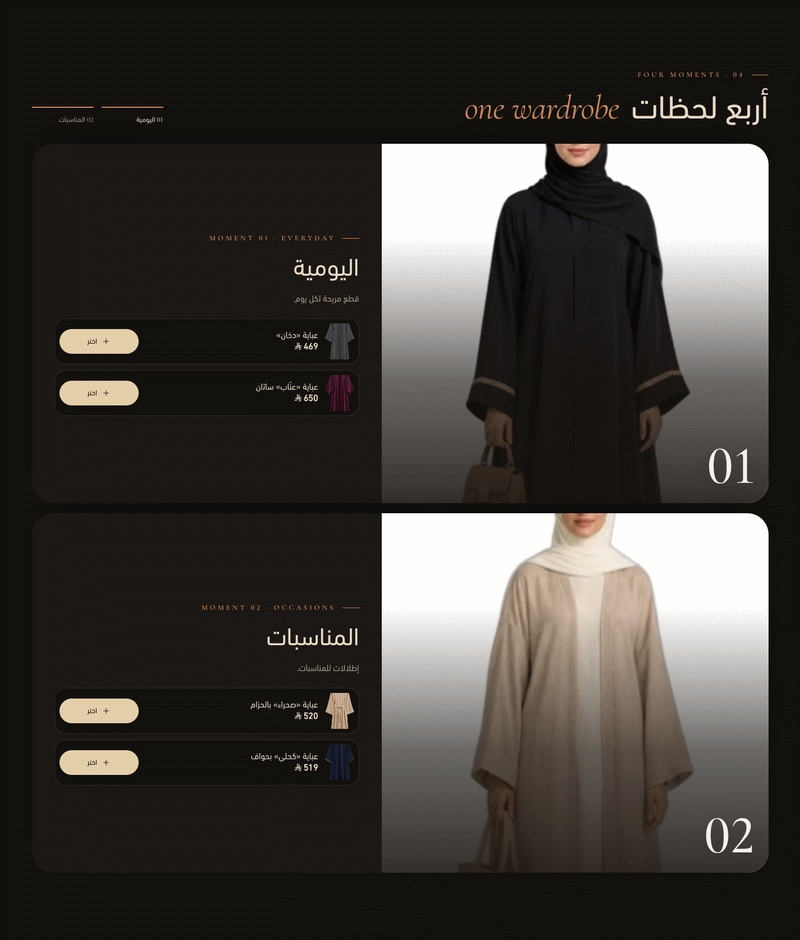 FOUR MOMENTS · 04
أربع لحظات one wardrobe
01 اليومية
02 المناسبات
MOMENT 01 · EVERYDAY
اليومية
قطع مريحة لكل يوم.
عباية «دخان»
469
+ اختر
عباية «عنّاب» ساتان
650
+ اختر
01
MOMENT 02 · OCCASIONS
المناسبات
إطلالات للمناسبات.
عباية «صحراء» بالحزام
520
+ اختر
عباية «كحلي» بحواف
519
+ اختر
02